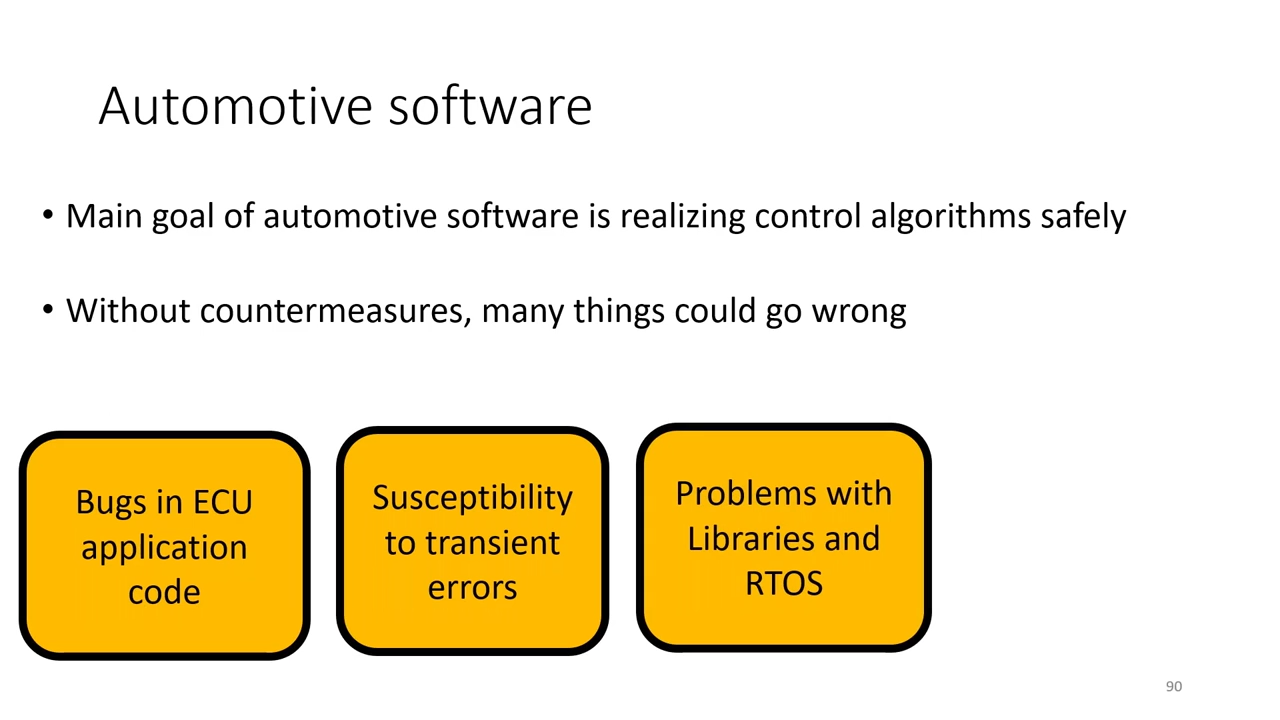 Automotive software
• Main goal of automotive software is realizing control algorithms safely
• Without countermeasures, many things could go wrong
Bugs in ECU
application
code
Susceptibility
to transient
errors
Problems with
Libraries and
RTOS
90